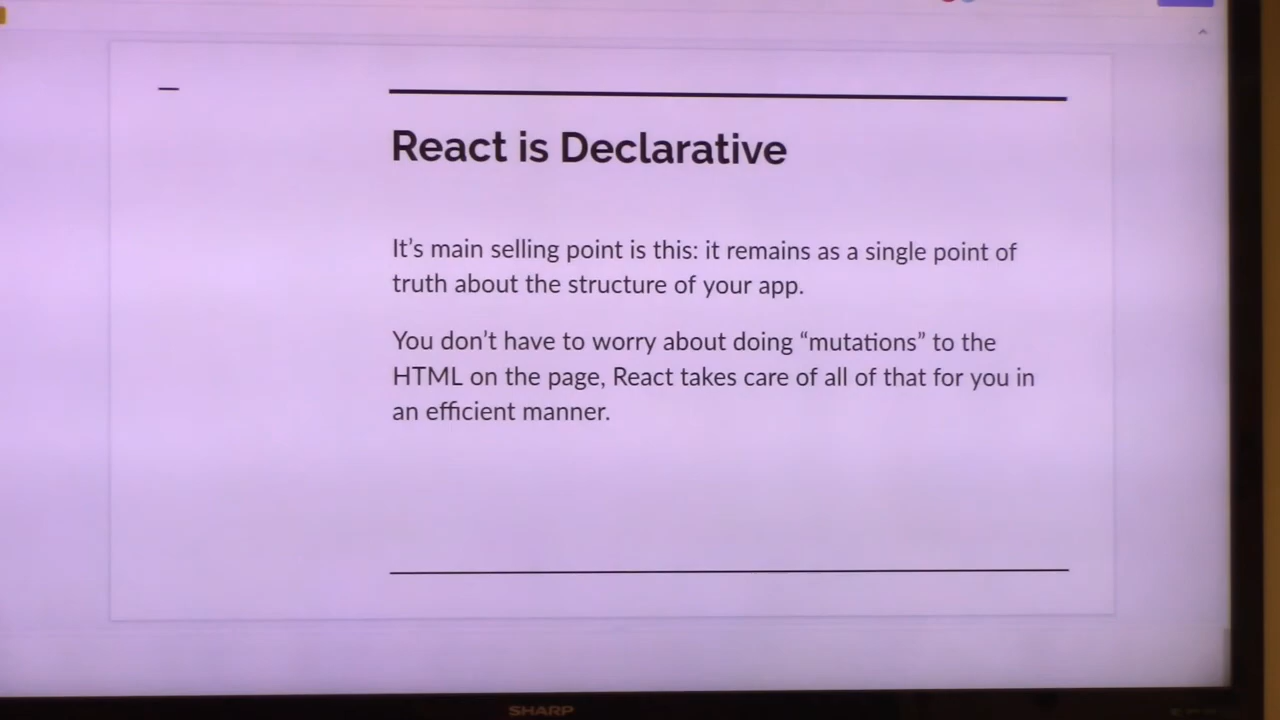 React is Declarative
It’s main selling point is this: it remains as a single point of
truth about the structure of your app.
You don’t have to worry about doing “mutations” to the
HTML on the page, React takes care of all of that for you in
an efficient manner.
SHARP